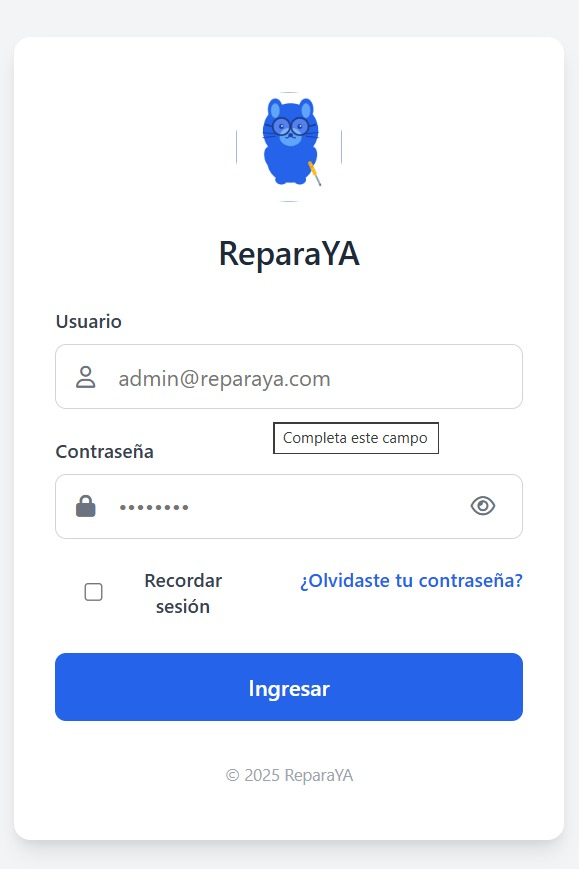 ReparaYA
Usuario
admin@reparaya.com
Completa este campo
Contraseña
••••••••
Recordar
sesión
¿Olvidaste tu contraseña?
Ingresar
© 2025 ReparaYA